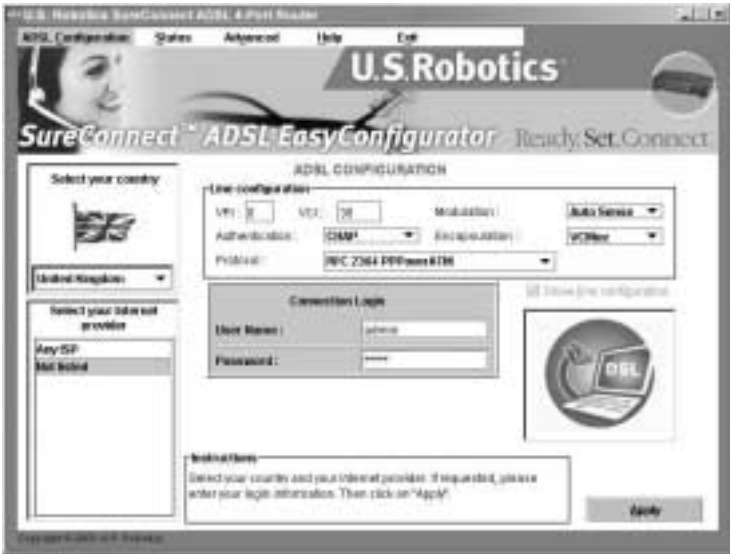 U.S. Robotics SureConnect ADSL 4-Port Router
ADSL Configuration Status Advanced Help Exit
U.S.Robotics
SureConnect™ ADSL EasyConfigurator Ready. Set. Connect
Select your country
United Kingdom
Select your Internet provider
Any ISP
Not listed
ADSL CONFIGURATION
Line configuration
VPI: VCI: 38 Modulation: Auto Sense
Authentication: CHAP Encapsulation: VCMux
Protocol: RFC 2364 PPPoverATM
Show line configuration
Connection Login
User Name:
Password: *****
DSL
Instructions
Select your country and your Internet provider. If requested, please
enter your login information. Then click on "Apply".
Apply
U.S. Robotics